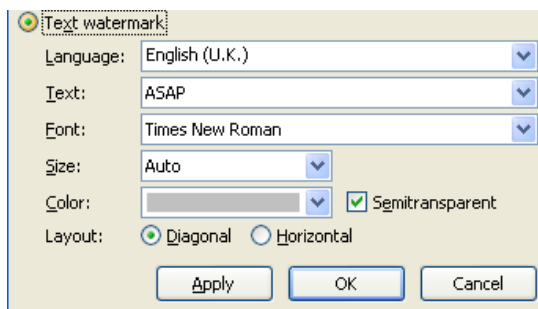 Text watermark
Language: English (U.K.)
Text: ASAP
Font: Times New Roman
Size: Auto
Color: Semitransparent
Layout: Diagonal Horizontal
Apply OK Cancel